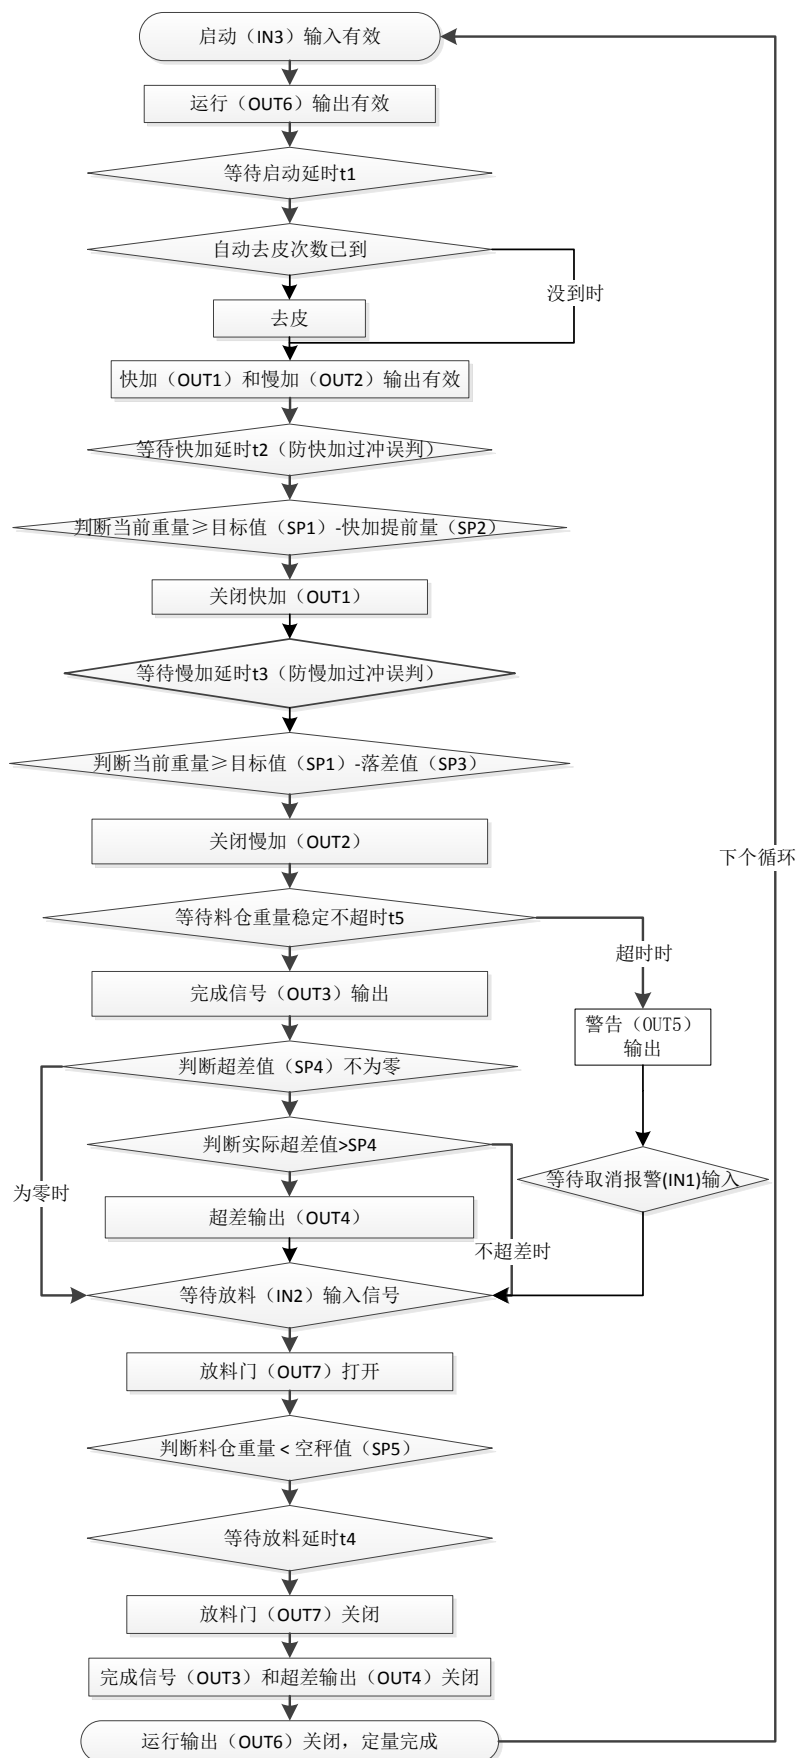 启动（IN3）输入有效
运行（OUT6）输出有效
等待启动延时t1
自动去皮次数已到
没到时
去皮
快加（OUT1）和慢加（OUT2）输出有效
等待快加延时t2（防快加过冲误判）
判断当前重量≥目标值（SP1）-快加提前量（SP2）
关闭快加（OUT1）
等待慢加延时t3（防慢加过冲误判）
判断当前重量≥目标值（SP1）-落差值（SP3）
关闭慢加（OUT2）
下个循环
等待料仓重量稳定不超时t5
超时时
完成信号（OUT3）输出
警告（OUT5）
输出
判断超差值（SP4）不为零
判断实际超差值>SP4
等待取消报警(IN1)输入
为零时
超差输出（OUT4）
不超差时
等待放料（IN2）输入信号
放料门（OUT7）打开
判断料仓重量 < 空秤值（SP5）
等待放料延时t4
放料门（OUT7）关闭
完成信号（OUT3）和超差输出（OUT4）关闭
运行输出（OUT6）关闭，定量完成